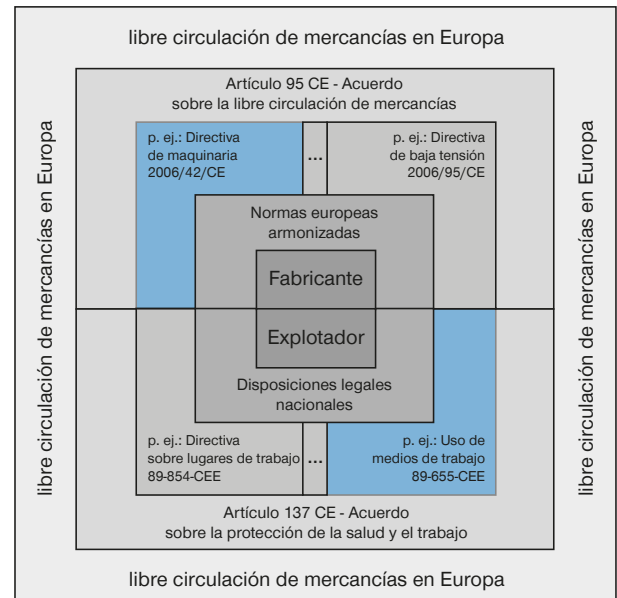 libre circulación de mercancías en Europa
libre circulación de mercancías en Europa
Artículo 95 CE - Acuerdo
sobre la libre circulación de mercancías
p. ej.: Directiva
de maquinaria
2006/42/CE
...
p. ej.: Directiva
de baja tensión
2006/95/CE
Normas europeas
armonizadas
Fabricante
Explotador
Disposiciones legales
nacionales
p. ej.: Directiva
sobre lugares de trabajo
89-854-CEE
...
p. ej.: Uso de
medios de trabajo
89-655-CEE
Artículo 137 CE - Acuerdo
sobre la protección de la salud y el trabajo
libre circulación de mercancías en Europa
libre circulación de mercancías en Europa